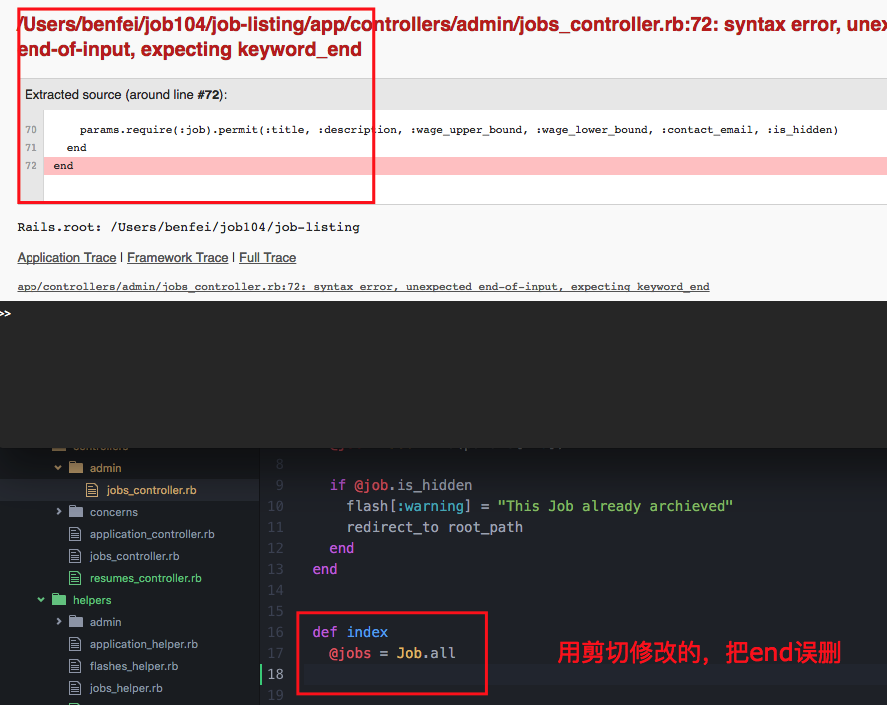 /Users/benfei/job104/job-listing/app/controllers/admin/jobs_controller.rb:72: syntax error, unex
end-of-input, expecting keyword_end
Extracted source (around line #72):
70 params.require(:job).permit(:title, :description, :wage_upper_bound, :wage_lower_bound, :contact_email, :is_hidden)
71 end
72 end
Rails.root: /Users/benfei/job104/job-listing
Application Trace | Framework Trace | Full Trace
app/controllers/admin/jobs_controller.rb:72: syntax error, unexpected end-of-input, expecting keyword_end
>>
controllers
admin
jobs_controller.rb
concerns
application_controller.rb
jobs_controller.rb
resumes_controller.rb
helpers
admin
application_helper.rb
flashes_helper.rb
jobs_helper.rb
8
9 if @job.is_hidden
10 flash[:warning] = "This Job already archieved"
11 redirect_to root_path
12 end
13 end
14
15
16 def index
17 @jobs = Job.all
18
19
用剪切修改的，把end误删